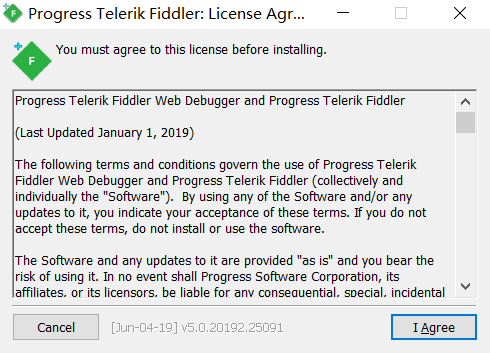 Progress Telerik Fiddler: License Agr...
F
You must agree to this license before installing.
Progress Telerik Fiddler Web Debugger and Progress Telerik Fiddler
(Last Updated January 1, 2019)
The following terms and conditions govern the use of Progress Telerik
Fiddler Web Debugger and Progress Telerik Fiddler (collectively and
individually the "Software").  By using any of the Software and/or any
updates to it, you indicate your acceptance of these terms. If you do not
accept these terms, do not install or use the software.
The Software and any updates to it are provided "as is" and you bear the
risk of using it. In no event shall Progress Software Corporation, its
affiliates, or its licensors, be liable for any consequential, special, incidental
Cancel [Jun-04-19] v5.0.20192.25091 I Agree